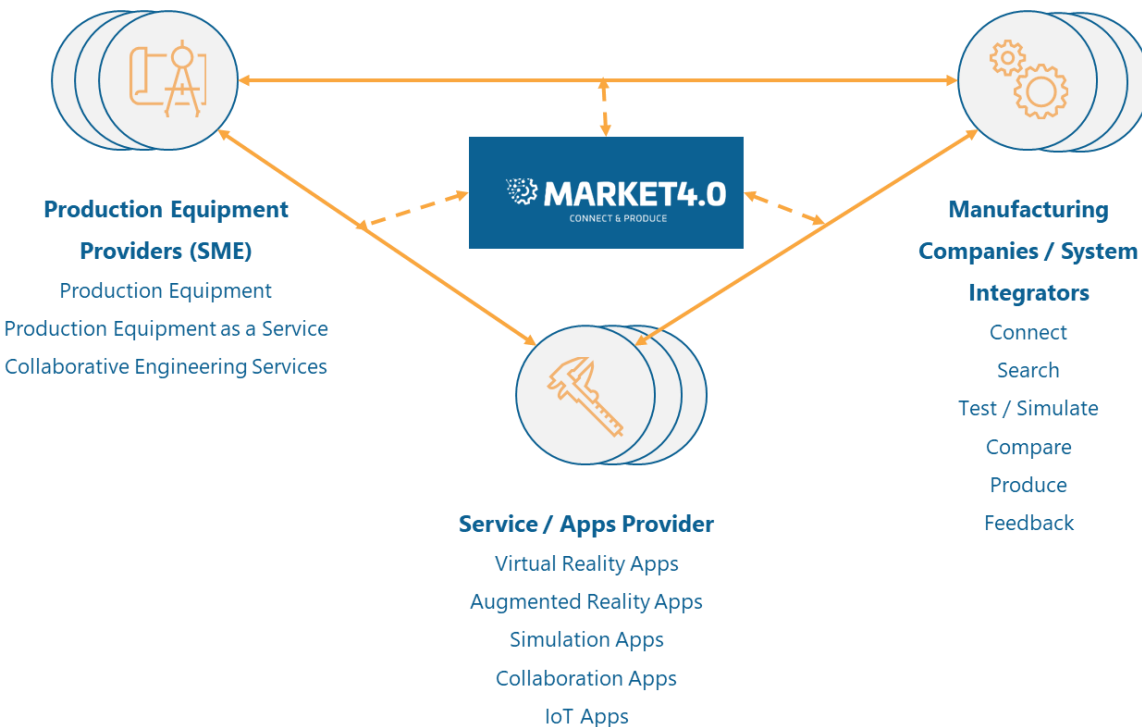 MARKET4.0
CONNECT & PRODUCE
Production Equipment
Providers (SME)
Production Equipment
Production Equipment as a Service
Collaborative Engineering Services
Manufacturing
Companies / System
Integrators
Connect
Search
Test / Simulate
Compare
Produce
Feedback
Service / Apps Provider
Virtual Reality Apps
Augmented Reality Apps
Simulation Apps
Collaboration Apps
IoT Apps